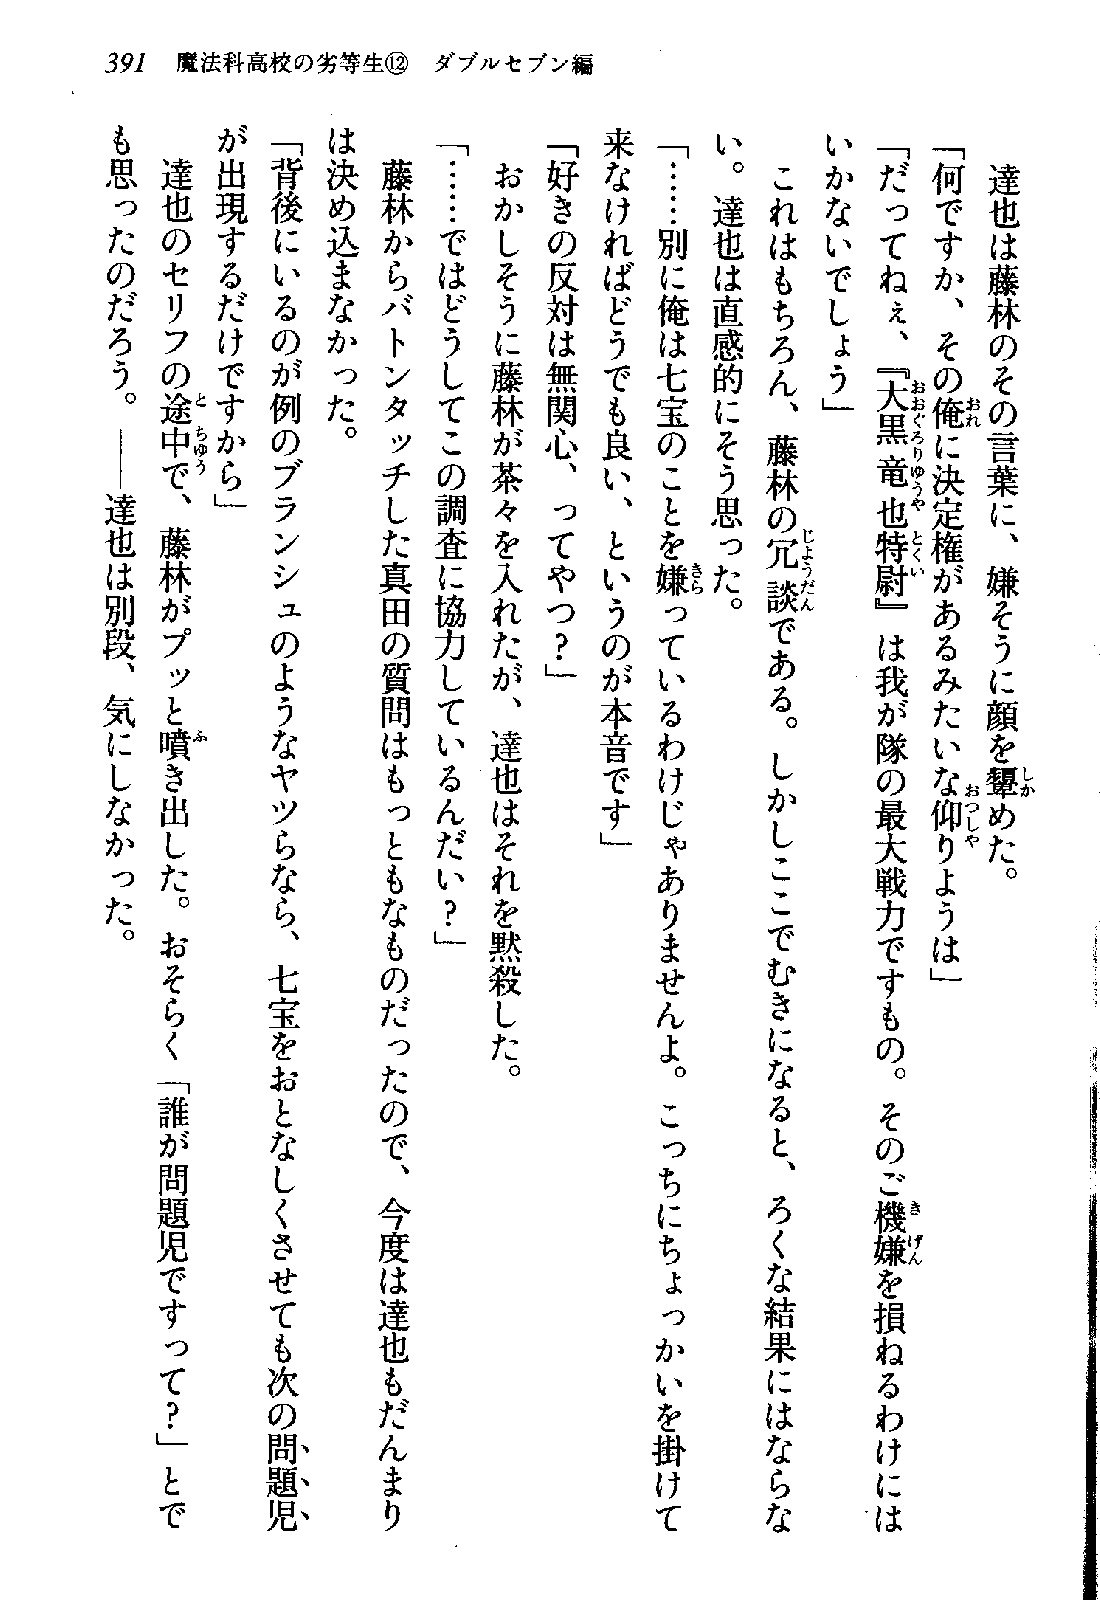 391　魔法科高校の劣等生⑫　ダブルセブン編
　達也は藤林のその言葉に、嫌そうに顔を顰めた。
「何ですか、その俺に決定権があるみたいな仰りようは」
「だってねぇ、『大黒竜也特尉』は我が隊の最大戦力ですもの。そのご機嫌を損ねるわけには
いかないでしょう」
　これはもちろん、藤林の冗談である。しかしここでむきになると、ろくな結果にはならな
い。達也は直感的にそう思った。
「……別に俺は七宝のことを嫌っているわけじゃありませんよ。こっちにちょっかいを掛けて
来なければどうでも良い、というのが本音です」
「好きの反対は無関心、ってやつ？」
　おかしそうに藤林が茶々を入れたが、達也はそれを黙殺した。
「……ではどうしてこの調査に協力しているんだい？」
　藤林からバトンタッチした真田の質問はもっともなものだったので、今度は達也もだんまり
は決め込まなかった。
「背後にいるのが例のブランシュのようなヤツらなら、七宝をおとなしくさせても次の問題児
が出現するだけですから」
　達也のセリフの途中で、藤林がプッと噴き出した。おそらく「誰が問題児ですって？」とで
も思ったのだろう。――達也は別段、気にしなかった。